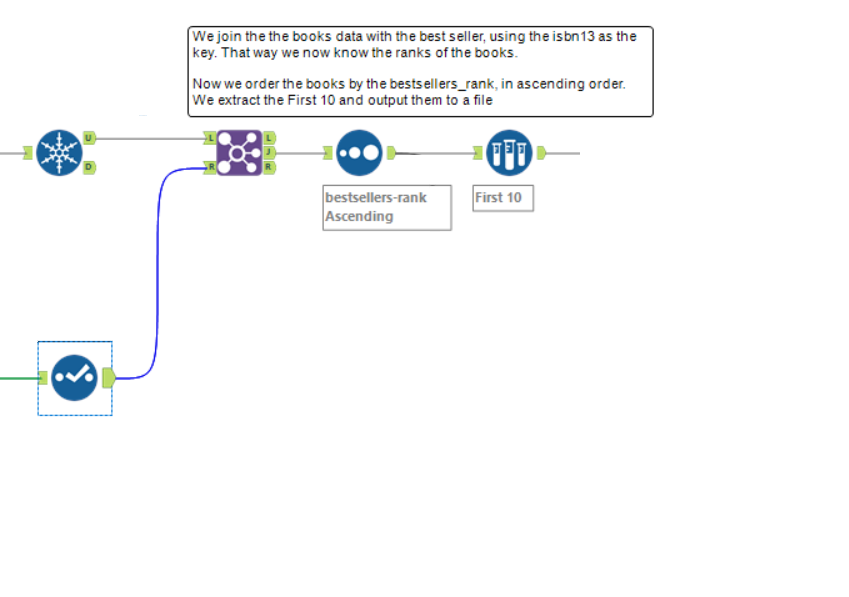 We join the the books data with the best seller, using the isbn13 as the
key. That way we now know the ranks of the books.
Now we order the books by the bestsellers_rank, in ascending order.
We extract the First 10 and output them to a file
U
D
L
R
L
J
R
bestsellers-rank
Ascending
First 10